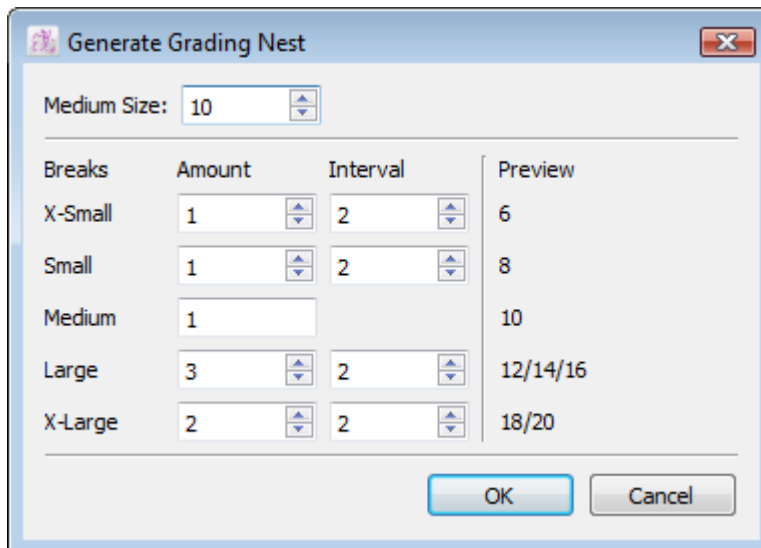 Generate Grading Nest
Medium Size: 10
Breaks Amount Interval Preview
X-Small 1 2 6
Small 1 2 8
Medium 1 10
Large 3 2 12/14/16
X-Large 2 2 18/20
OK Cancel